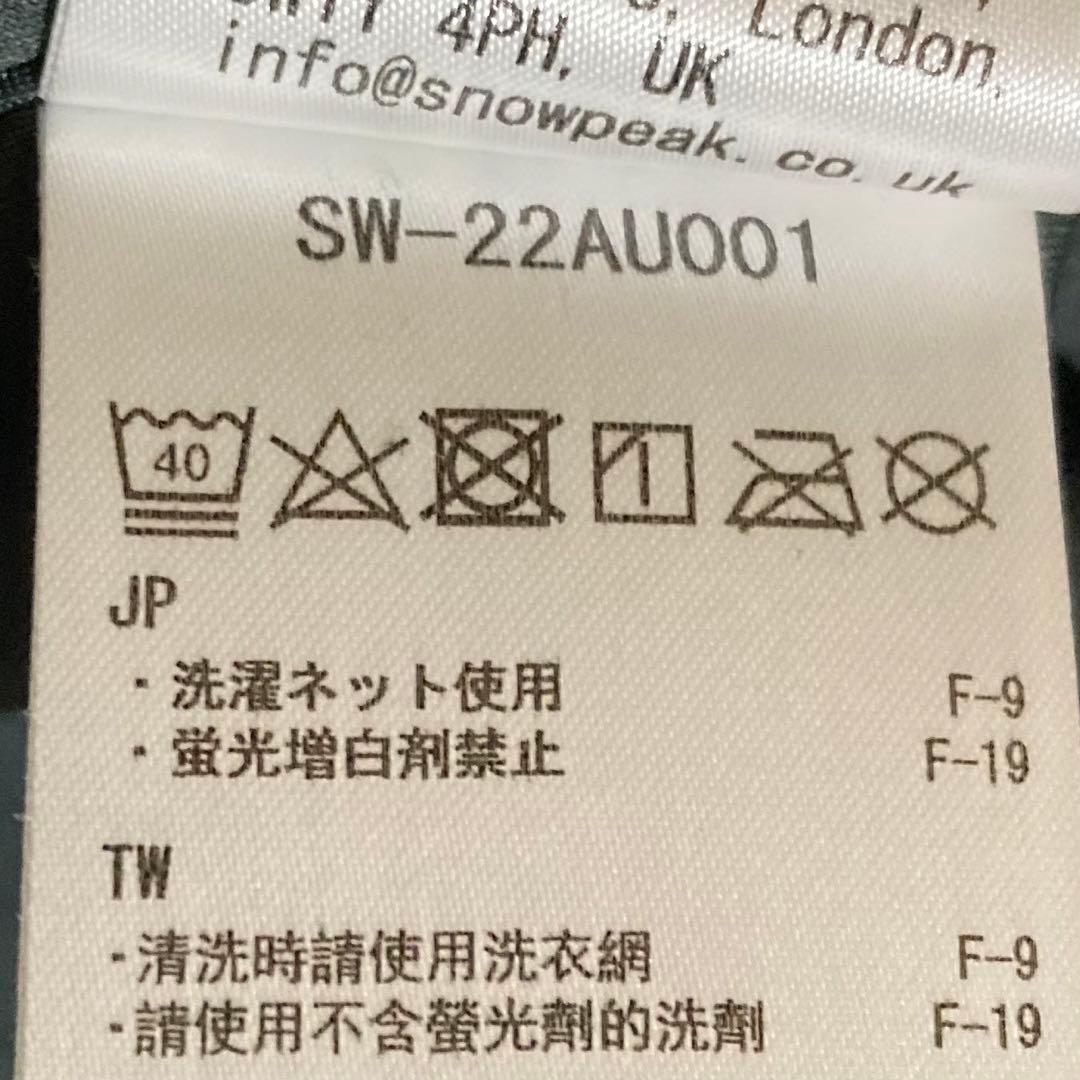 London,
4PH, UK
info@snowpeak.co.uk
SW-22AU001
40
JP
・洗濯ネット使用 F-9
・蛍光増白剤禁止 F-19
TW
・清洗時請使用洗衣網 F-9
・請使用不含螢光劑的洗劑 F-19